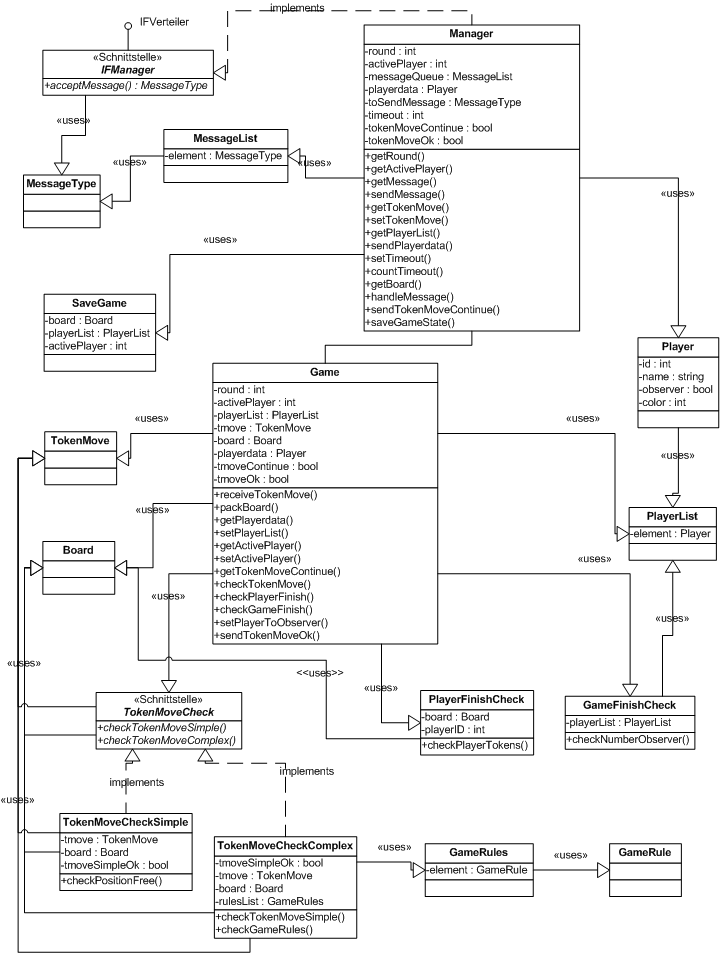 implements
IFVerteiler
«Schnittstelle»
IFManager
+acceptMessage() : MessageType
Manager
-round : int
-activePlayer : int
-messageQueue : MessageList
-playerdata : Player
-toSendMessage : MessageType
-timeout : int
-tokenMoveContinue : bool
-tokenMoveOk : bool
+getRound()
+getActivePlayer()
+getMessage()
+sendMessage()
+getTokenMove()
+setTokenMove()
+getPlayerList()
+sendPlayerdata()
+setTimeout()
+countTimeout()
+getBoard()
+handleMessage()
+sendTokenMoveContinue()
+saveGameState()
«uses»
MessageList
-element : MessageType
«uses»
«uses»
MessageType
«uses»
«uses»
SaveGame
-board : Board
-playerList : PlayerList
-activePlayer : int
Player
-id : int
-name : string
-observer : bool
-color : int
Game
-round : int
-activePlayer : int
-playerList : PlayerList
-tmove : TokenMove
-board : Board
-playerdata : Player
-tmoveContinue : bool
-tmoveOk : bool
+receiveTokenMove()
+packBoard()
+getPlayerdata()
+setPlayerList()
+getActivePlayer()
+setActivePlayer()
+getTokenMoveContinue()
+checkTokenMove()
+checkPlayerFinish()
+checkGameFinish()
+setPlayerToObserver()
+sendTokenMoveOk()
«uses»
«uses»
TokenMove
«uses»
«uses»
PlayerList
-element : Player
Board
«uses»
«uses»
«uses»
«uses»
<<uses>>
«uses»
«Schnittstelle»
TokenMoveCheck
+checkTokenMoveSimple()
+checkTokenMoveComplex()
PlayerFinishCheck
-board : Board
-playerID : int
+checkPlayerTokens()
GameFinishCheck
-playerList : PlayerList
+checkNumberObserver()
implements
implements
«uses»
TokenMoveCheckSimple
-tmove : TokenMove
-board : Board
-tmoveSimpleOk : bool
+checkPositionFree()
TokenMoveCheckComplex
-tmoveSimpleOk : bool
-tmove : TokenMove
-board : Board
-rulesList : GameRules
+checkTokenMoveSimple()
+checkGameRules()
«uses»
GameRules
-element : GameRule
«uses»
GameRule